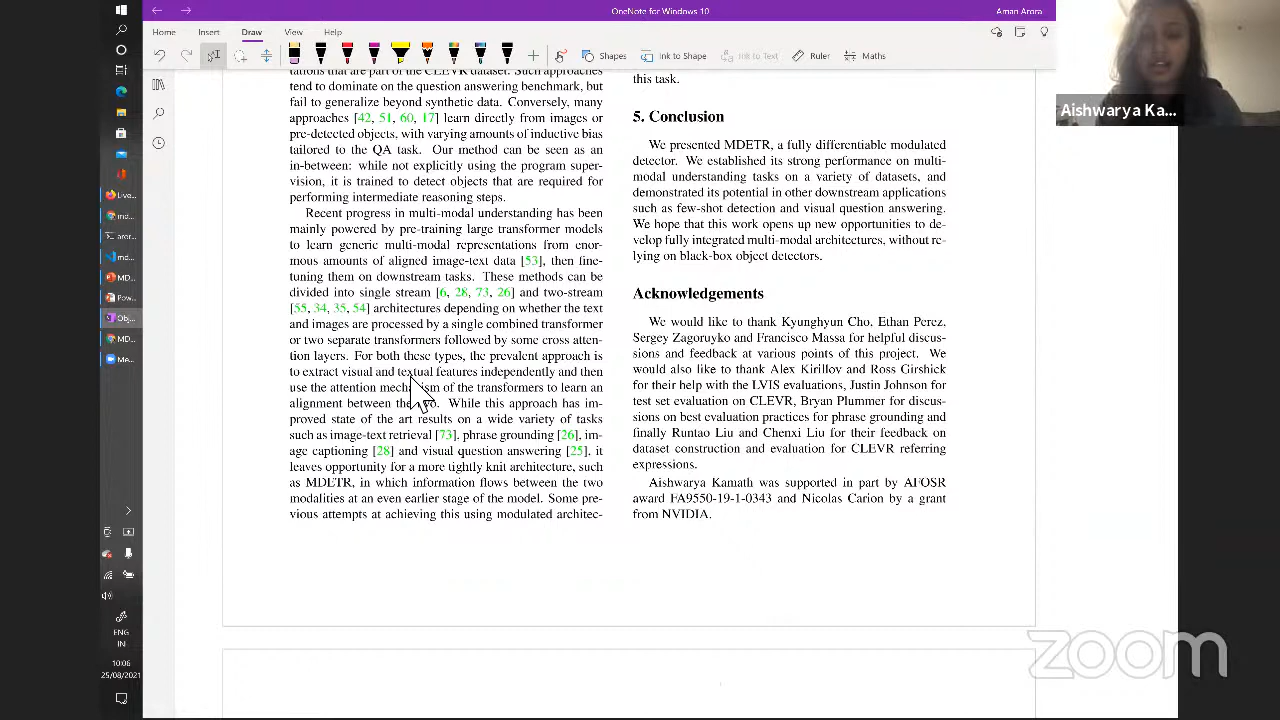 OneNote for Windows 10
Aman Arora
Home
Insert
Draw
View
Help
Shapes
Ink to Shape
Ink to Text
Ruler
Maths
Aishwarya Ka...
tations that are part of the CLEVR dataset. Such approaches
tend to dominate on the question answering benchmark, but
fail to generalize beyond synthetic data. Conversely, many
approaches [42, 51, 60, 17] learn directly from images or
pre-detected objects, with varying amounts of inductive bias
tailored to the QA task. Our method can be seen as an
in-between: while not explicitly using the program super-
vision, it is trained to detect objects that are required for
performing intermediate reasoning steps.
Recent progress in multi-modal understanding has been
mainly powered by pre-training large transformer models
to learn generic multi-modal representations from enor-
mous amounts of aligned image-text data [53], then fine-
tuning them on downstream tasks. These methods can be
divided into single stream [6, 28, 73, 26] and two-stream
[55, 34, 35, 54] architectures depending on whether the text
and images are processed by a single combined transformer
or two separate transformers followed by some cross atten-
tion layers. For both these types, the prevalent approach is
to extract visual and textual features independently and then
use the attention mechanism of the transformers to learn an
alignment between the two. While this approach has im-
proved state of the art results on a wide variety of tasks
such as image-text retrieval [73], phrase grounding [26], im-
age captioning [28] and visual question answering [25], it
leaves opportunity for a more tightly knit architecture, such
as MDETR, in which information flows between the two
modalities at an even earlier stage of the model. Some pre-
vious attempts at achieving this using modulated architec-
this task.
5. Conclusion
We presented MDETR, a fully differentiable modulated
detector. We established its strong performance on multi-
modal understanding tasks on a variety of datasets, and
demonstrated its potential in other downstream applications
such as few-shot detection and visual question answering.
We hope that this work opens up new opportunities to de-
velop fully integrated multi-modal architectures, without re-
lying on black-box object detectors.
Acknowledgements
We would like to thank Kyunghyun Cho, Ethan Perez,
Sergey Zagoruyko and Francisco Massa for helpful discus-
sions and feedback at various points of this project. We
would also like to thank Alex Kirillov and Ross Girshick
for their help with the LVIS evaluations, Justin Johnson for
test set evaluation on CLEVR, Bryan Plummer for discus-
sions on best evaluation practices for phrase grounding and
finally Runtao Liu and Chenxi Liu for their feedback on
dataset construction and evaluation for CLEVR referring
expressions.
Aishwarya Kamath was supported in part by AFOSR
award FA9550-19-1-0343 and Nicolas Carion by a grant
from NVIDIA.
Live...
md...
aror...
md...
MD...
Pow...
Obj...
MD...
Me...
ENG
IN
10:06
25/08/2021
zoom